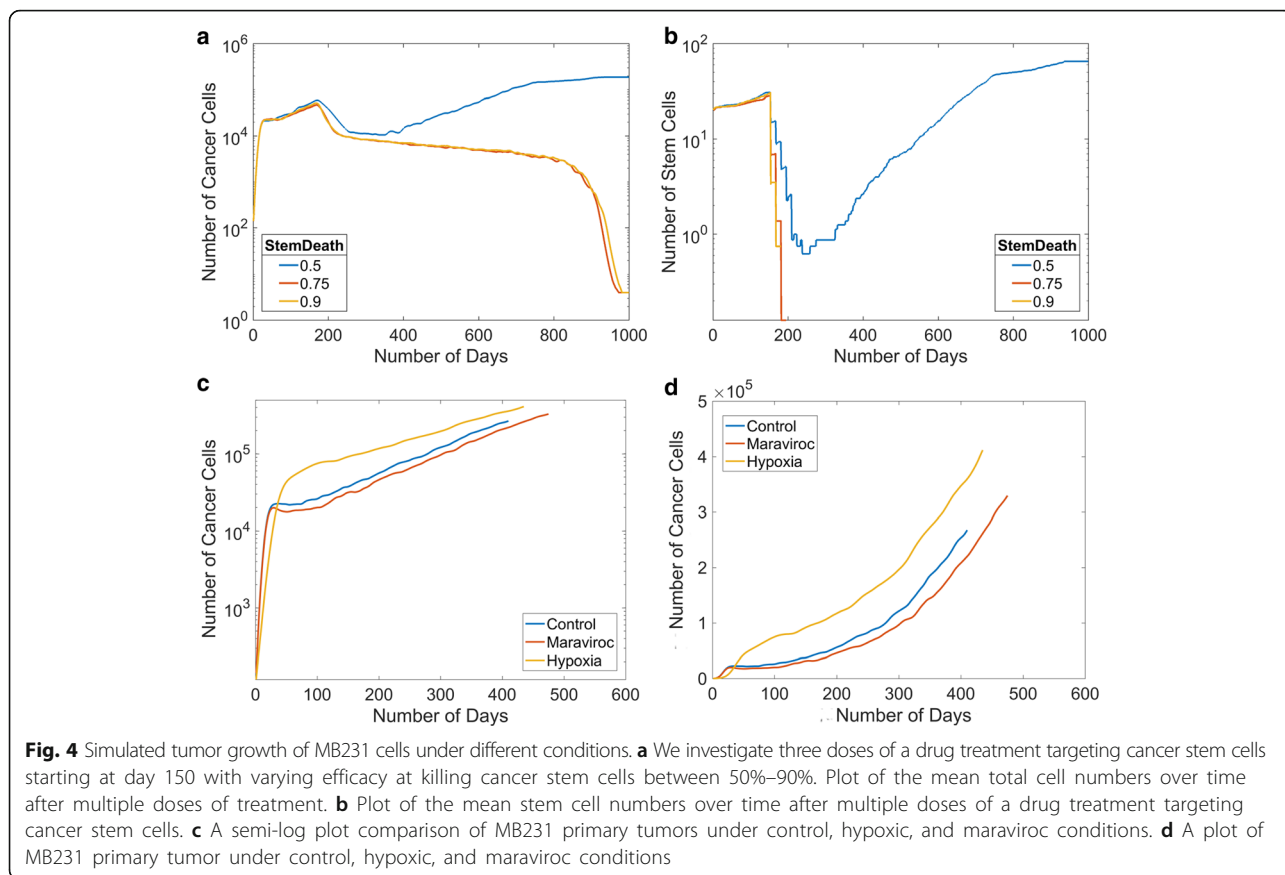 a
Number of Cancer Cells
10^6
10^4
10^2
10^0
StemDeath
0.5
0.75
0.9
0 200 400 600 800 1000
Number of Days
b
Number of Stem Cells
10^2
10^1
10^0
StemDeath
0.5
0.75
0.9
0 200 400 600 800 1000
Number of Days
c
Number of Cancer Cells
10^5
10^4
10^3
Control
Maraviroc
Hypoxia
0 100 200 300 400 500 600
Number of Days
d
×10^5
Number of Cancer Cells
5
4
3
2
1
0
Control
Maraviroc
Hypoxia
0 100 200 300 400 500 600
Number of Days
Fig. 4 Simulated tumor growth of MB231 cells under different conditions. a We investigate three doses of a drug treatment targeting cancer stem cells
starting at day 150 with varying efficacy at killing cancer stem cells between 50%–90%. Plot of the mean total cell numbers over time
after multiple doses of treatment. b Plot of the mean stem cell numbers over time after multiple doses of a drug treatment targeting
cancer stem cells. c A semi-log plot comparison of MB231 primary tumors under control, hypoxic, and maraviroc conditions. d A plot of
MB231 primary tumor under control, hypoxic, and maraviroc conditions